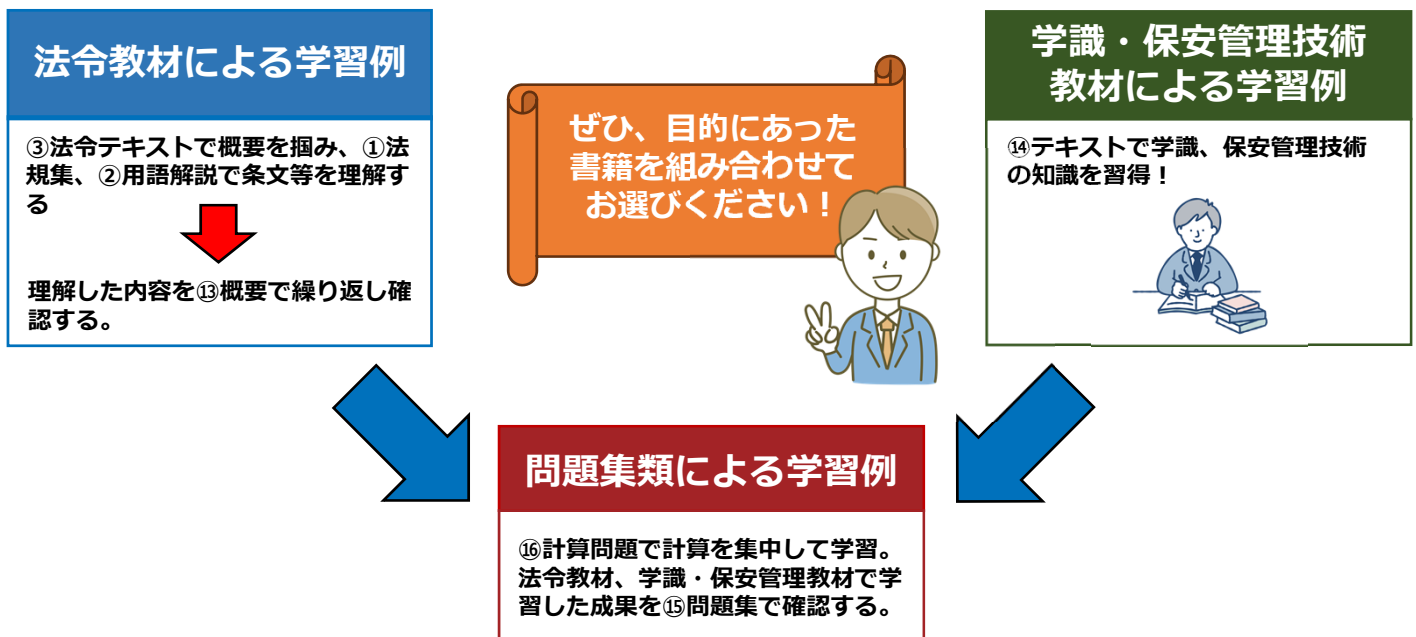 法令教材による学習例
③法令テキストで概要を掴み、①法
規集、②用語解説で条文等を理解す
る
理解した内容を⑬概要で繰り返し確
認する。
ぜひ、目的にあった
書籍を組み合わせて
お選びください！
学識・保安管理技術
教材による学習例
⑭テキストで学識、保安管理技術
の知識を習得！
問題集類による学習例
⑯計算問題で計算を集中して学習。
法令教材、学識・保安管理教材で学
習した成果を⑮問題集で確認する。